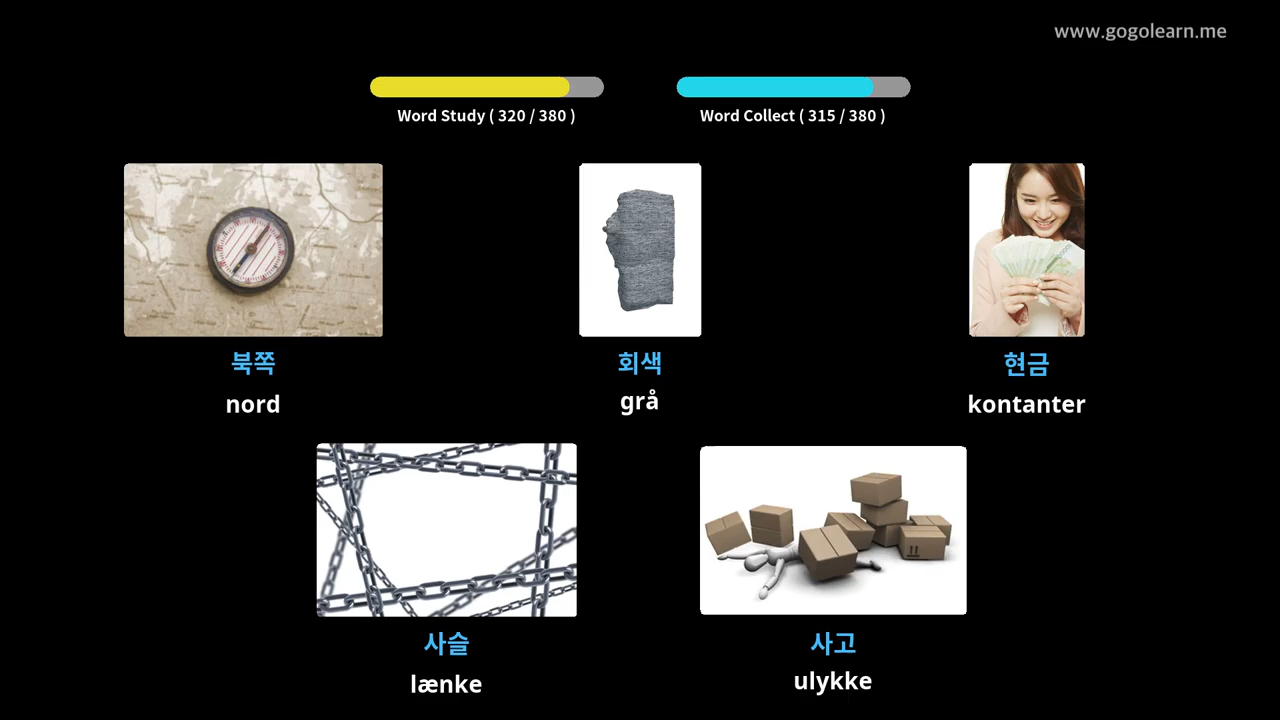 www.gogolearn.me
Word Study ( 320 / 380 )
Word Collect ( 315 / 380 )
북쪽
nord
회색
grå
현금
kontanter
사슬
lænke
사고
ulykke